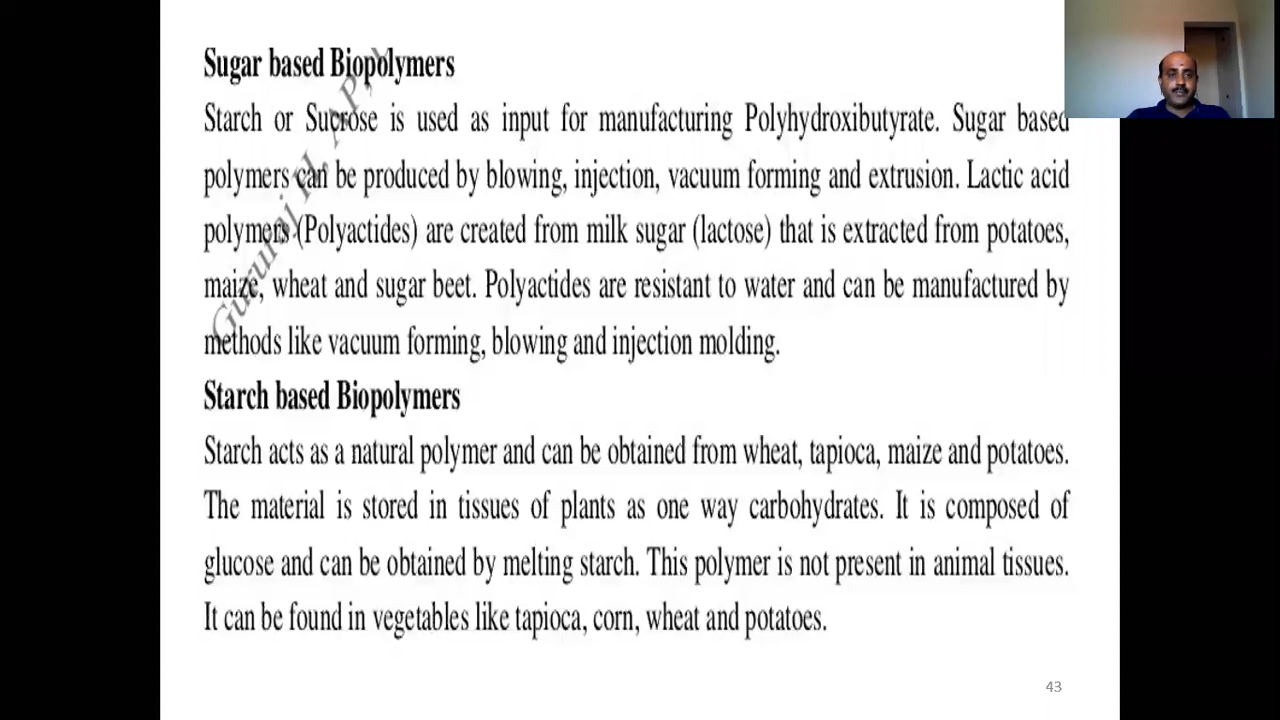 Sugar based Biopolymers
Starch or Sucrose is used as input for manufacturing Polyhydroxibutyrate. Sugar based
polymers can be produced by blowing, injection, vacuum forming and extrusion. Lactic acid
polymers (Polyactides) are created from milk sugar (lactose) that is extracted from potatoes,
maize, wheat and sugar beet. Polyactides are resistant to water and can be manufactured by
methods like vacuum forming, blowing and injection molding.
Starch based Biopolymers
Starch acts as a natural polymer and can be obtained from wheat, tapioca, maize and potatoes.
The material is stored in tissues of plants as one way carbohydrates. It is composed of
glucose and can be obtained by melting starch. This polymer is not present in animal tissues.
It can be found in vegetables like tapioca, corn, wheat and potatoes.
43